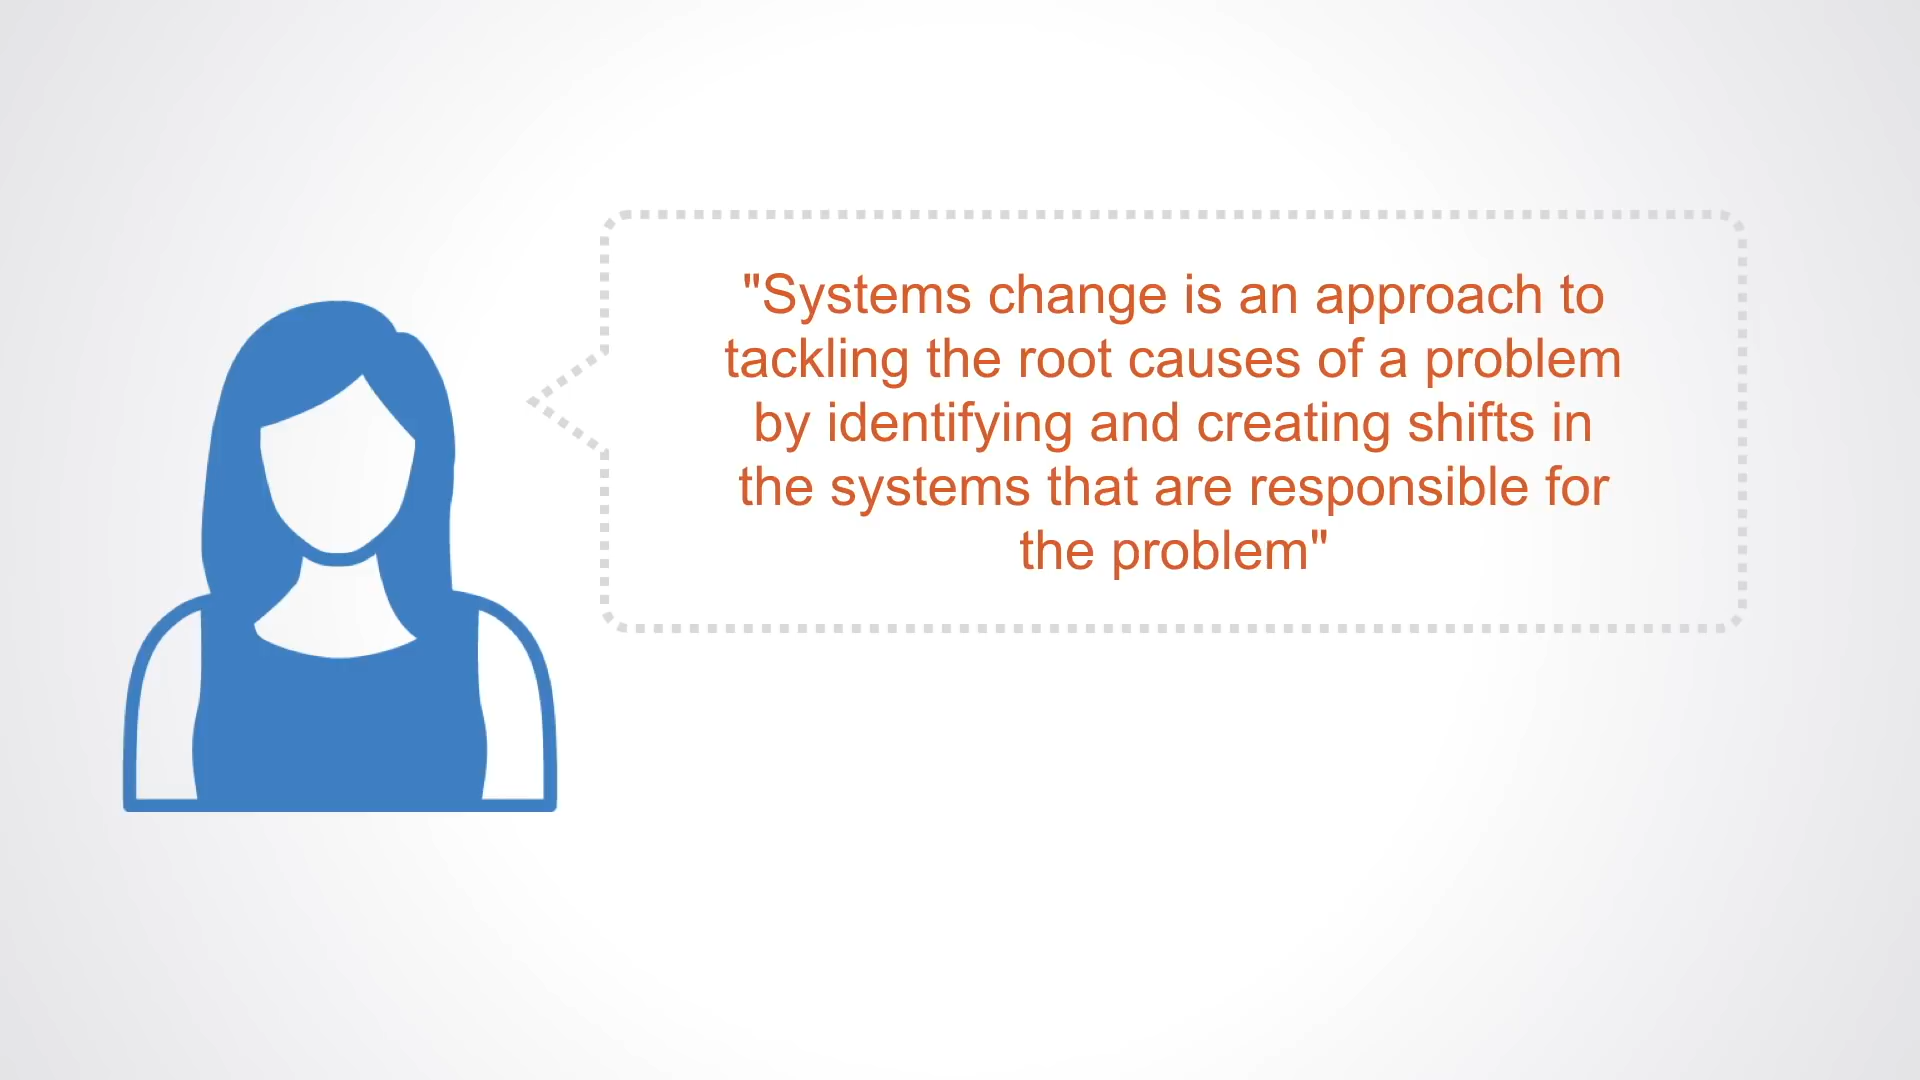 "Systems change is an approach to
tackling the root causes of a problem
by identifying and creating shifts in
the systems that are responsible for
the problem"